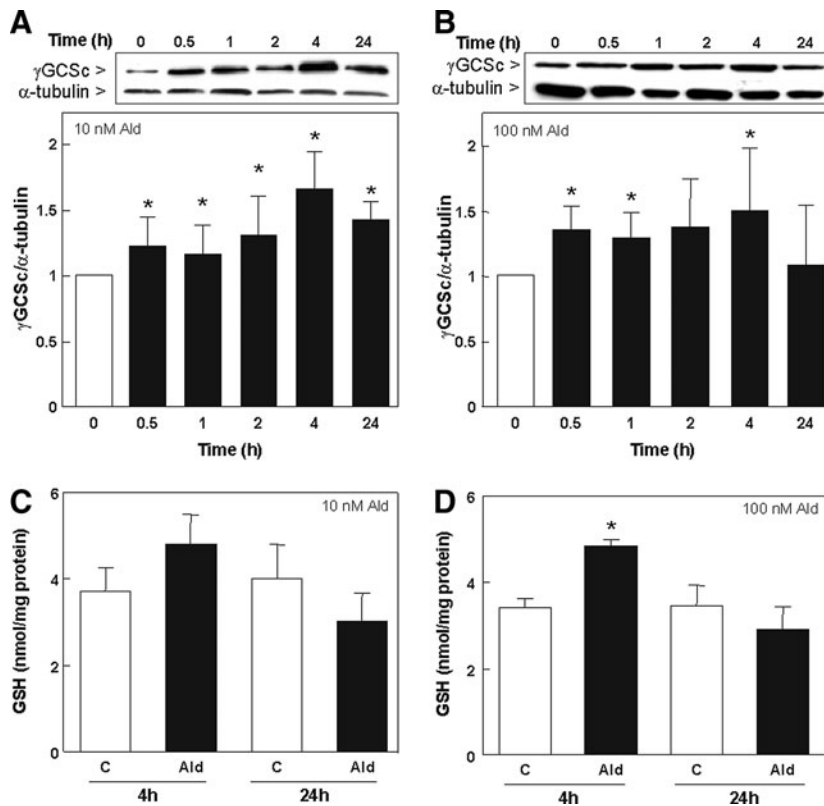 A
Time (h) 0 0.5 1 2 4 24
γGCSc >
α-tubulin >
10 nM Ald
2
1.5
1
0.5
0
γGCSc/α-tubulin
* * * * *
0 0.5 1 2 4 24
Time (h)
B
Time (h) 0 0.5 1 2 4 24
γGCSc >
α-tubulin >
100 nM Ald
2
1.5
1
0.5
0
γGCSc/α-tubulin
* * *
0 0.5 1 2 4 24
Time (h)
C
10 nM Ald
6
4
2
0
GSH (nmol/mg protein)
C Ald C Ald
4h 24h
D
100 nM Ald
6
4
2
0
GSH (nmol/mg protein)
*
C Ald C Ald
4h 24h